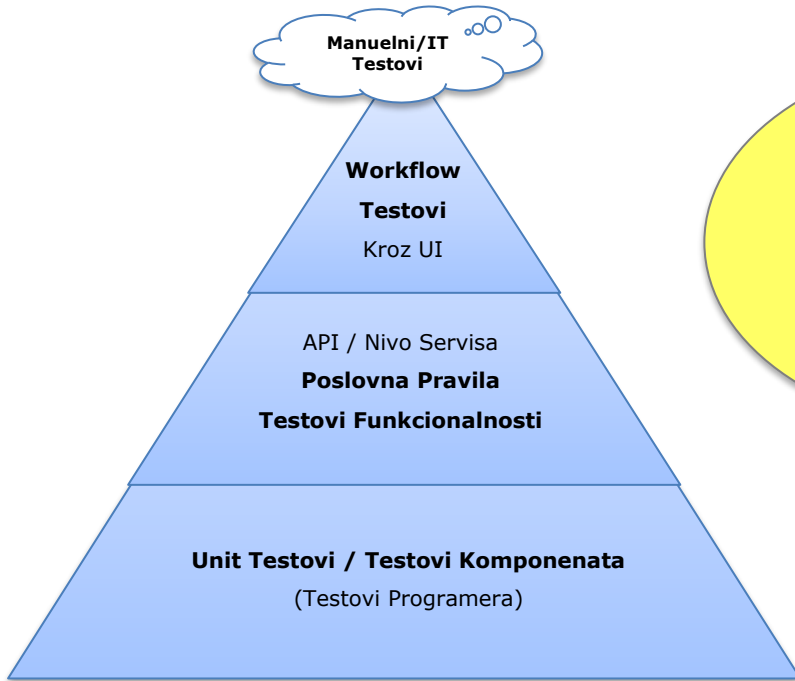 Manuelni/IT
Testovi
Workflow
Testovi
Kroz UI
API / Nivo Servisa
Poslovna Pravila
Testovi Funkcionalnosti
Unit Testovi / Testovi Komponenata
(Testovi Programera)